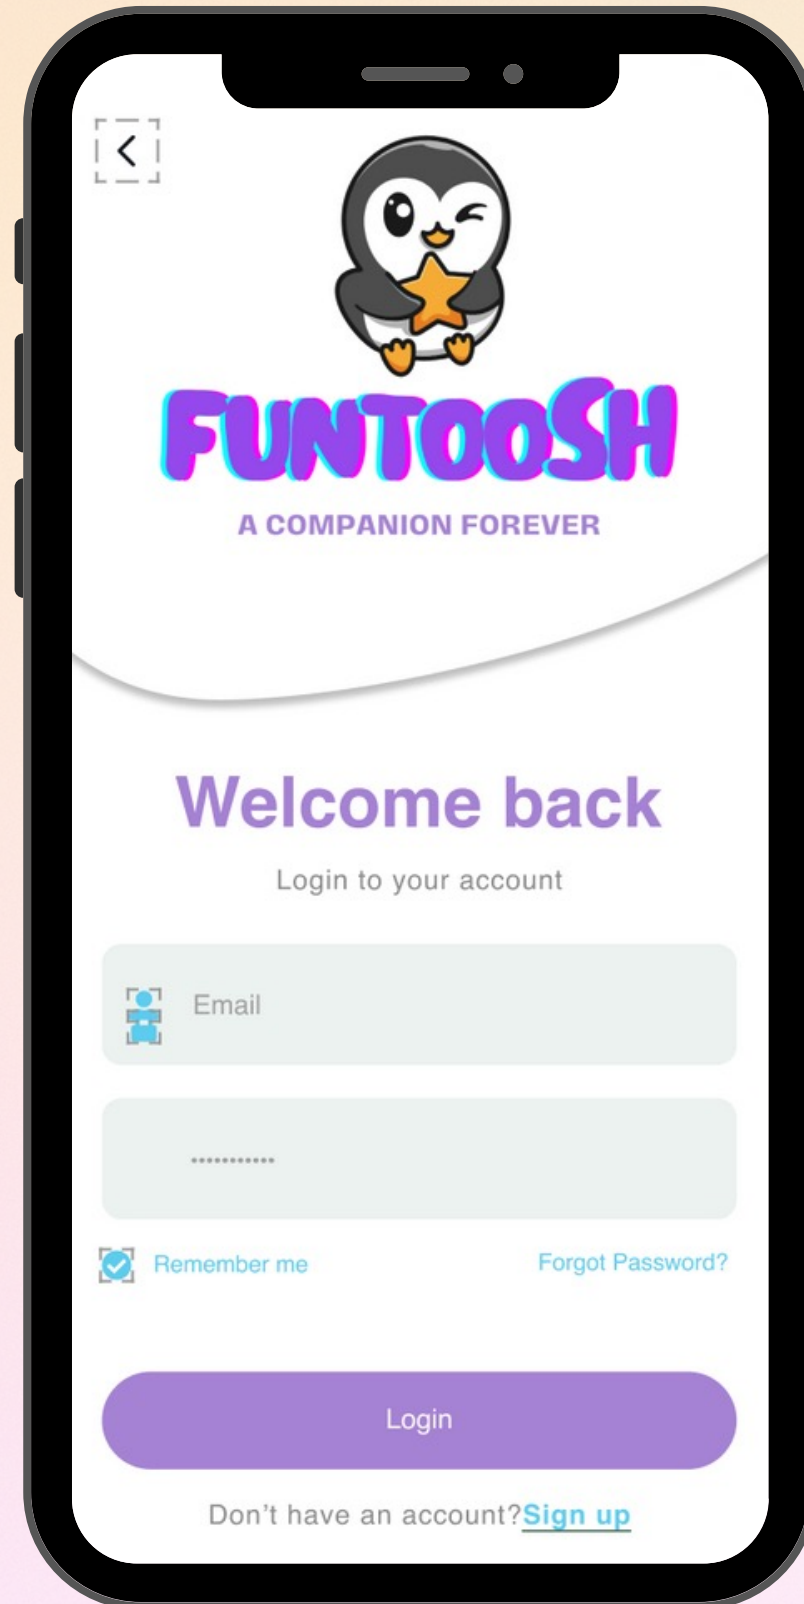 FUNTOOSH
A COMPANION FOREVER
Welcome back
Login to your account
Email
•••••••••••
Remember me
Forgot Password?
Login
Don't have an account?Sign up